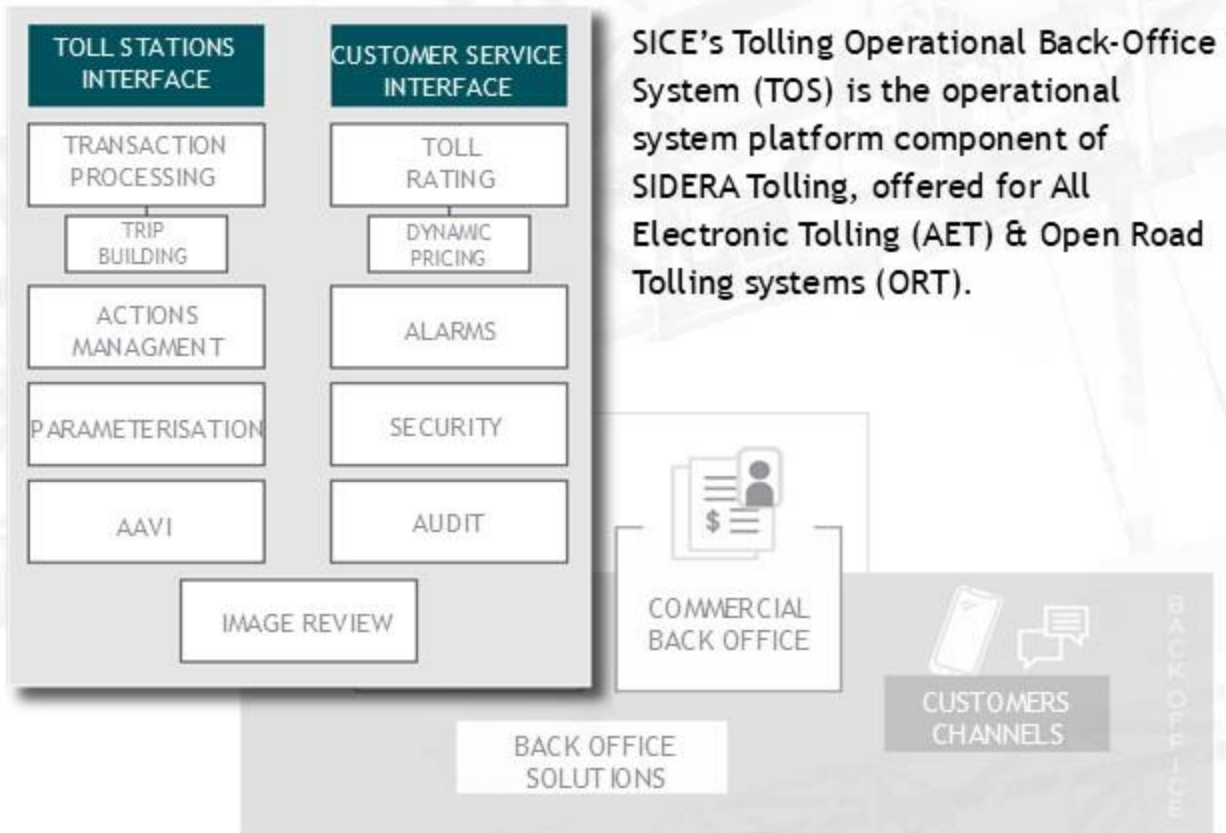 TOLL STATIONS
INTERFACE
TRANSACTION
PROCESSING
TRIP
BUILDING
ACTIONS
MANAGMENT
PARAMETERISATION
AAVI
CUSTOMER SERVICE
INTERFACE
TOLL
RATING
DYNAMIC
PRICING
ALARMS
SECURITY
AUDIT
IMAGE REVIEW
SICE's Tolling Operational Back-Office
System (TOS) is the operational
system platform component of
SIDERA Tolling, offered for All
Electronic Tolling (AET) & Open Road
Tolling systems (ORT).
$
COMMERCIAL
BACK OFFICE
CUSTOMERS
CHANNELS
BACK OFFICE
SOLUTIONS
BACK OFFICE